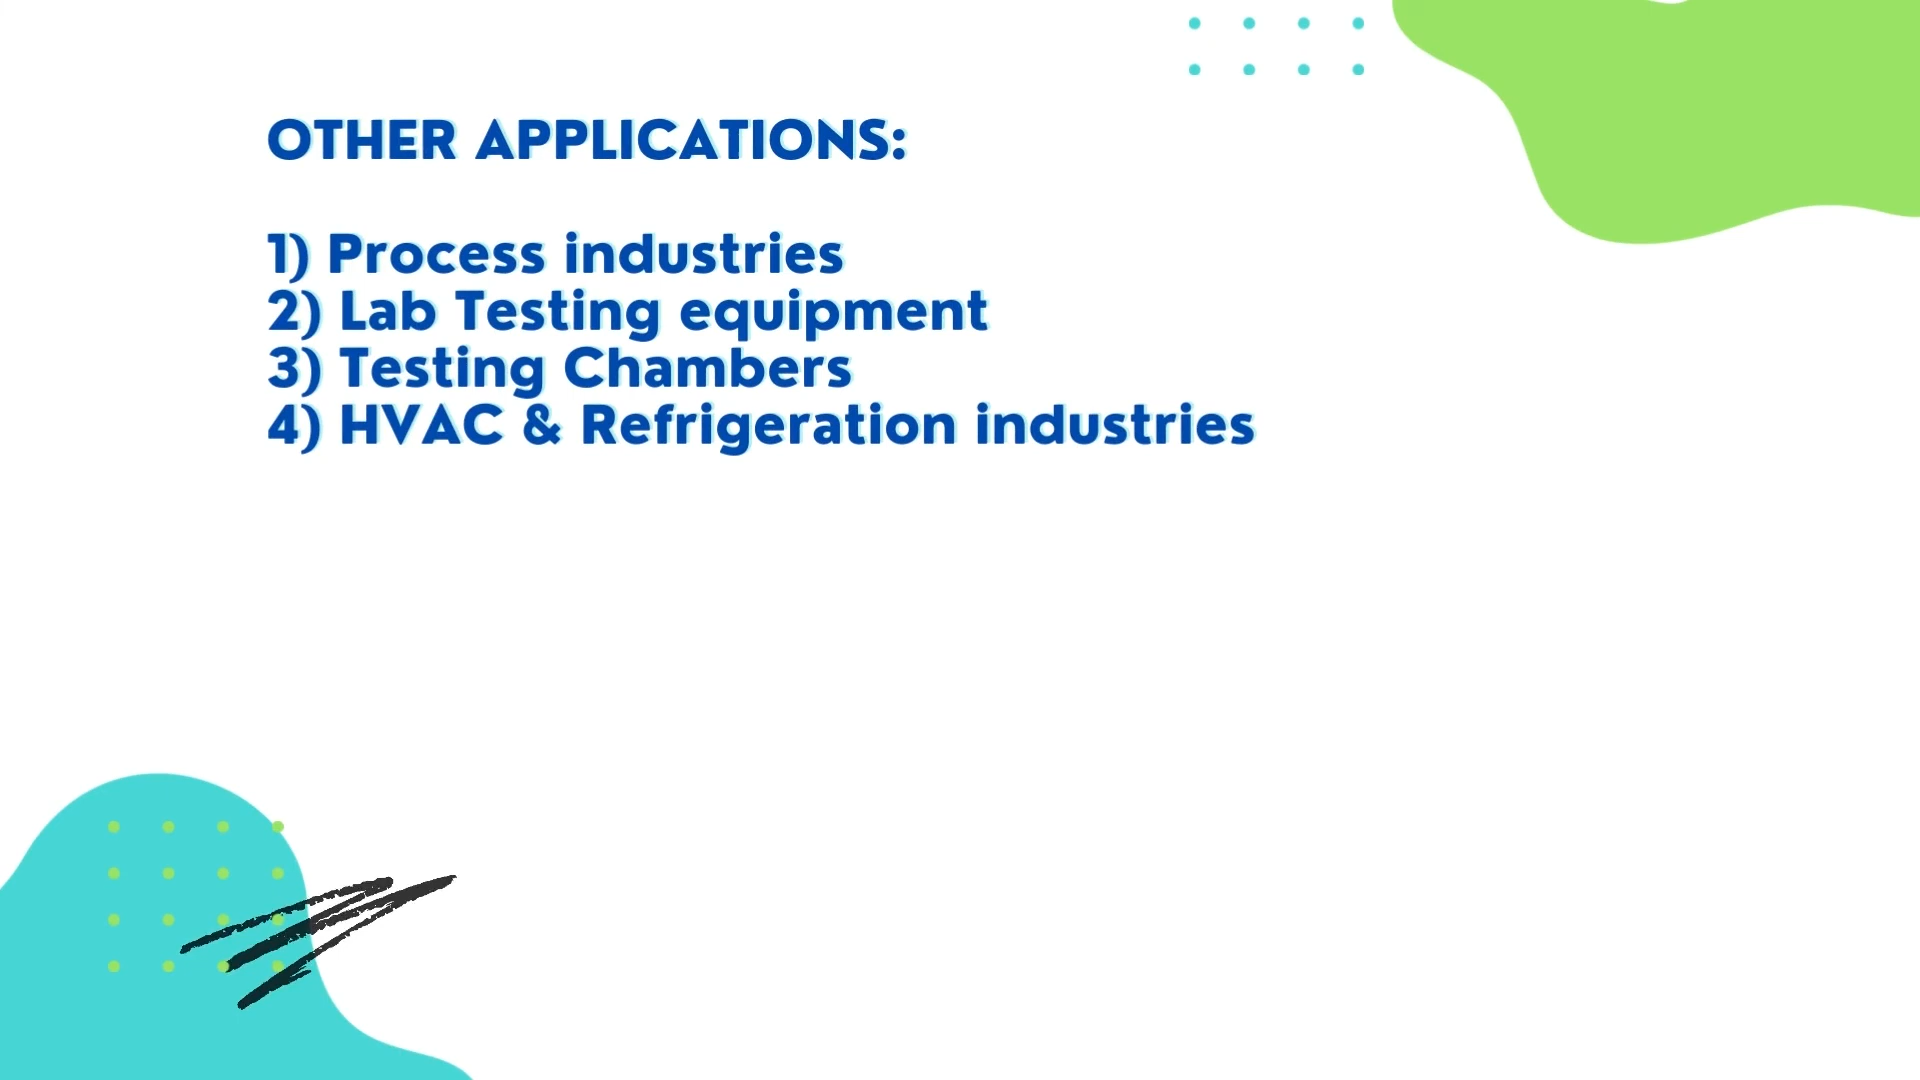 OTHER APPLICATIONS:
1) Process industries
2) Lab Testing equipment
3) Testing Chambers
4) HVAC & Refrigeration industries